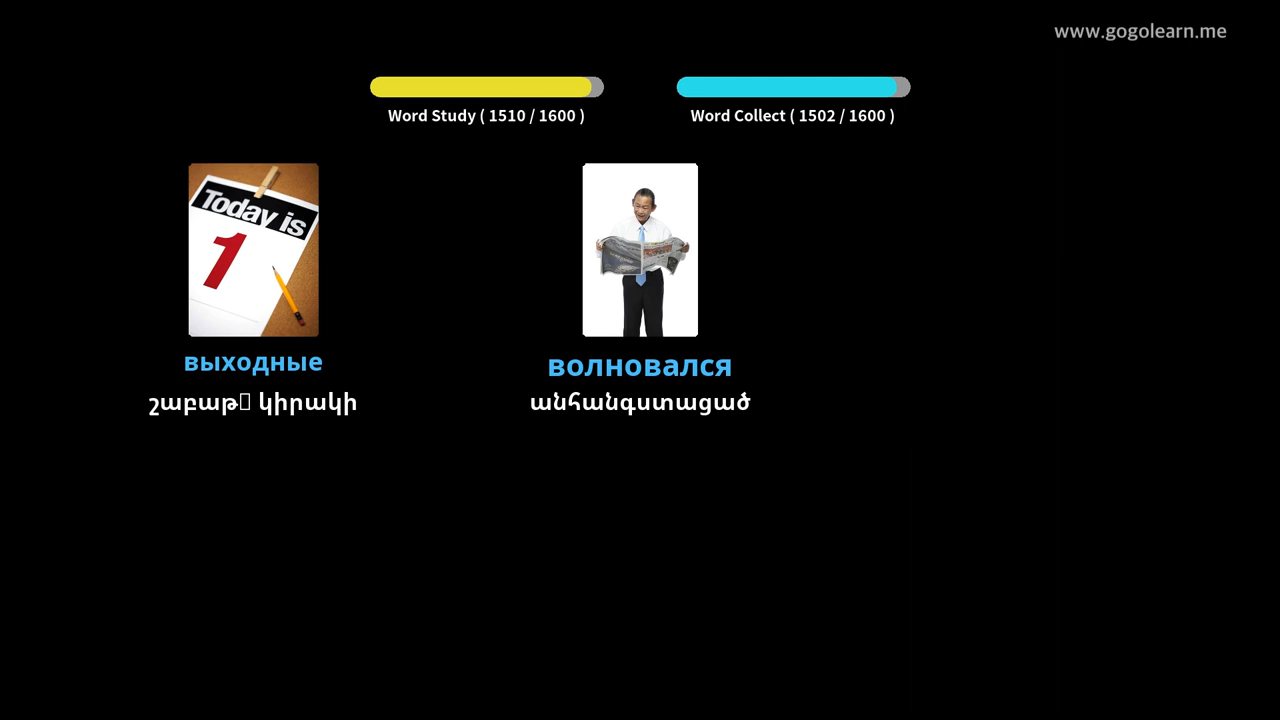 www.gogolearn.me
Word Study ( 1510 / 1600 )
Word Collect ( 1502 / 1600 )
Today is
1
выходные
շաբաթ կիրակի
волновался
անհանգստացած